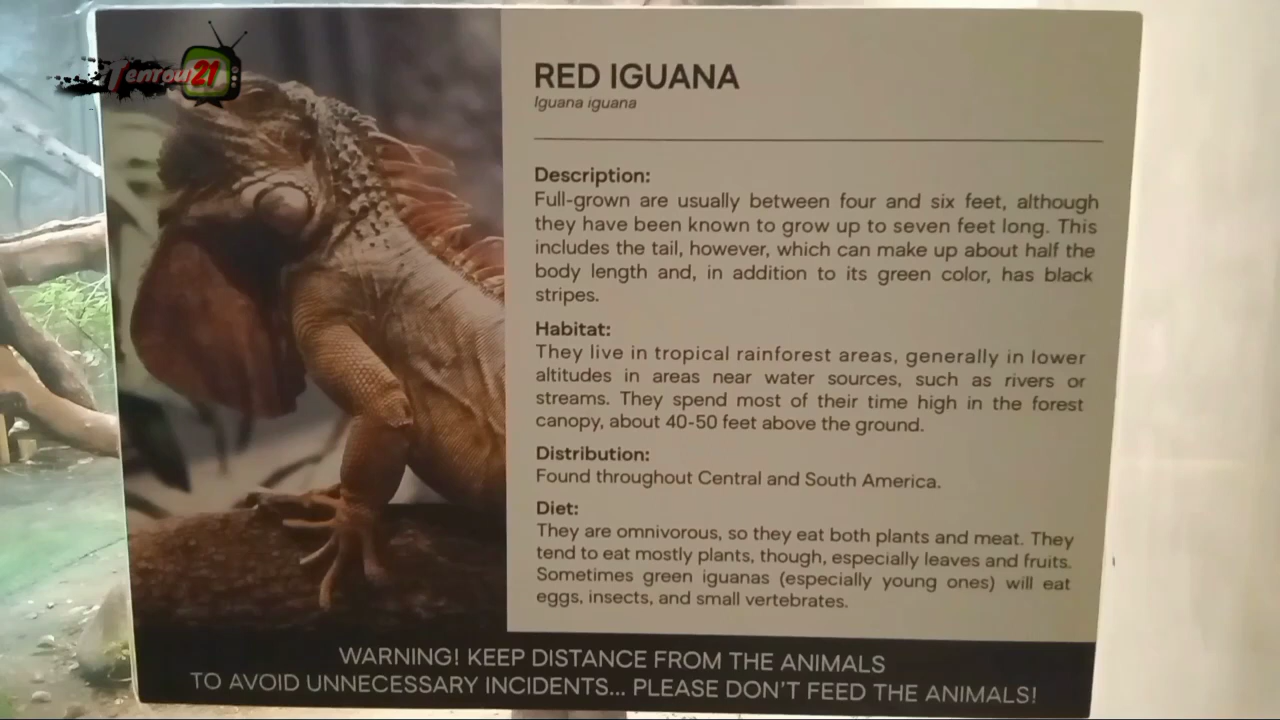 Tenrou21
RED IGUANA
Iguana iguana
Description:
Full-grown are usually between four and six feet, although
they have been known to grow up to seven feet long. This
includes the tail, however, which can make up about half the
body length and, in addition to its green color, has black
stripes.
Habitat:
They live in tropical rainforest areas, generally in lower
altitudes in areas near water sources, such as rivers or
streams. They spend most of their time high in the forest
canopy, about 40-50 feet above the ground.
Distribution:
Found throughout Central and South America.
Diet:
They are omnivorous, so they eat both plants and meat. They
tend to eat mostly plants, though, especially leaves and fruits.
Sometimes green iguanas (especially young ones) will eat
eggs, insects, and small vertebrates.
WARNING! KEEP DISTANCE FROM THE ANIMALS
TO AVOID UNNECESSARY INCIDENTS... PLEASE DON'T FEED THE ANIMALS!